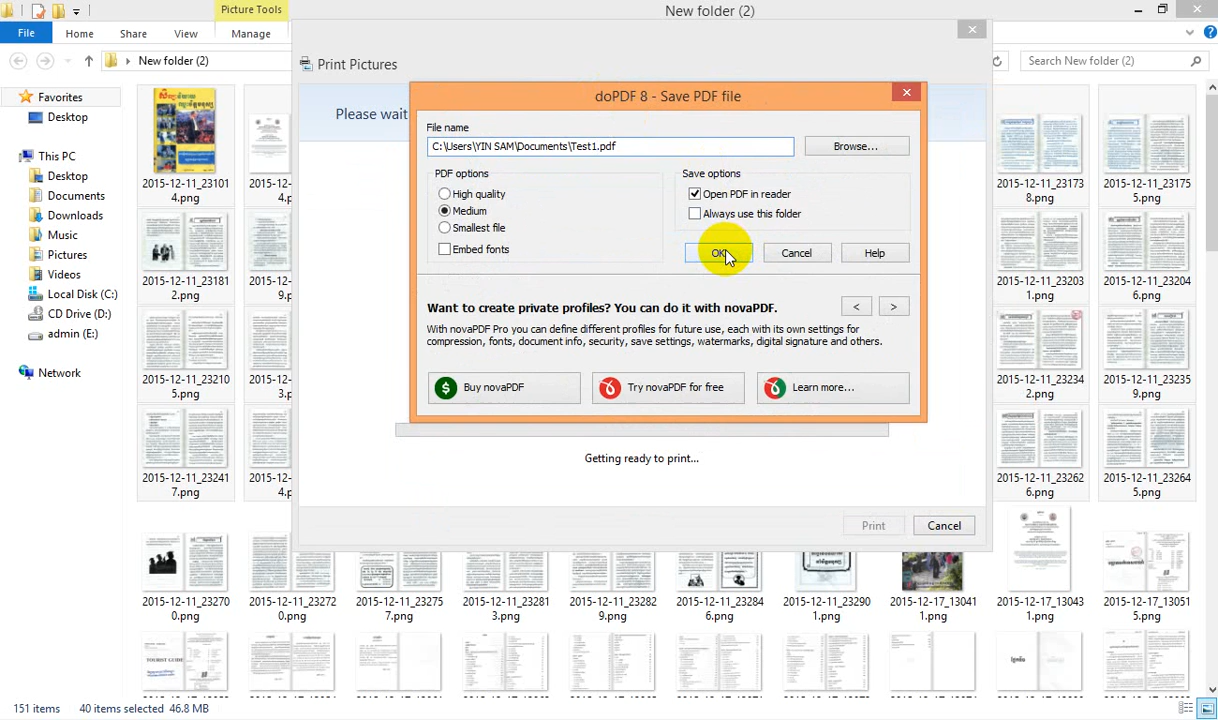 Picture Tools
New folder (2)
File
Home
Share
View
Manage
New folder (2)
Search New folder (2)
Favorites
Desktop
This PC
Desktop
Documents
Downloads
Music
Pictures
Videos
Local Disk (C:)
CD Drive (D:)
admin (E:)
Network
Print Pictures
Please wait
doPDF 8 - Save PDF file
File name
C:\Users\YIN SAM\Documents\Test1.pdf
Browse...
PDF options
High quality
Medium
Smallest file
Embed fonts
Save options
Open PDF in reader
Always use this folder
OK
Cancel
Help
Want to create private profiles? You can do it with novaPDF.
<
>
With novaPDF Pro you can define different profiles for future use, each with its own settings for
compression, fonts, document info, security, save settings, watermarks, digital signature and others.
Buy novaPDF
Try novaPDF for free
Learn more...
Getting ready to print...
Print
Cancel
2015-12-11_23101
4.png
4.png
2015-12-11_23173
8.png
2015-12-11_23175
5.png
2015-12-11_23181
2.png
9.png
2015-12-11_23203
1.png
2015-12-11_23204
6.png
2015-12-11_23210
5.png
3.png
2015-12-11_23234
2.png
2015-12-11_23235
9.png
2015-12-11_23241
7.png
4.png
2015-12-11_23262
6.png
2015-12-11_23264
5.png
2015-12-11_23270
0.png
2015-12-11_23272
0.png
2015-12-11_23275
7.png
2015-12-11_23281
3.png
2015-12-11_23282
9.png
2015-12-11_23284
6.png
2015-12-11_23290
1.png
2015-12-17_13041
1.png
2015-12-17_13043
1.png
2015-12-17_13051
5.png
TOURIST GUIDE
151 items
40 items selected
46.8 MB